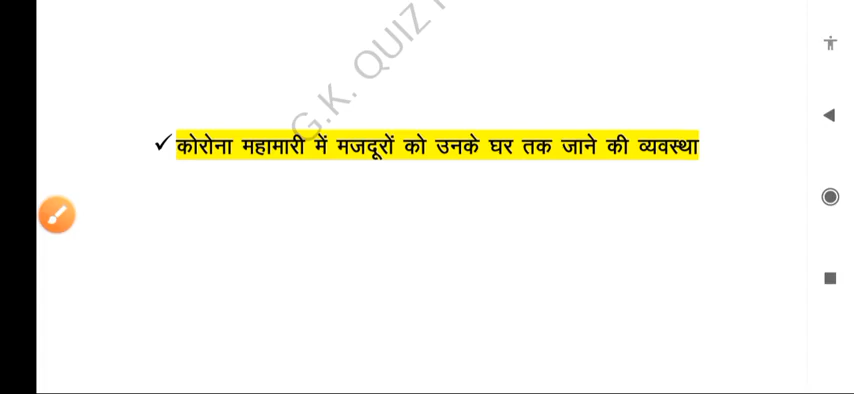 G.K. QUIZ
कोरोना महामारी में मजदूरों को उनके घर तक जाने की व्यवस्था